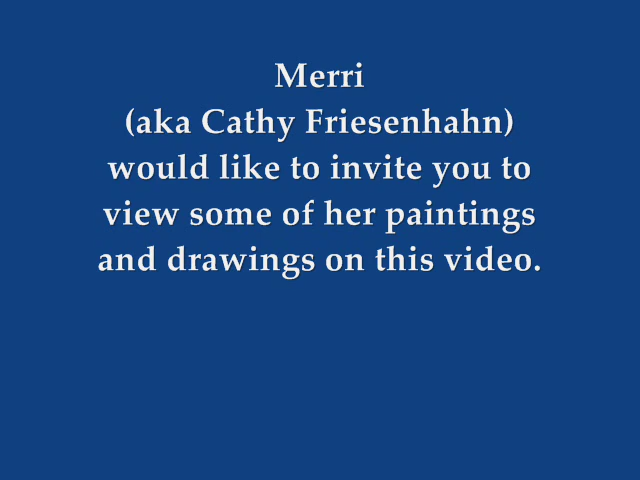 Merri
(aka Cathy Friesenhahn)
would like to invite you to
view some of her paintings
and drawings on this video.